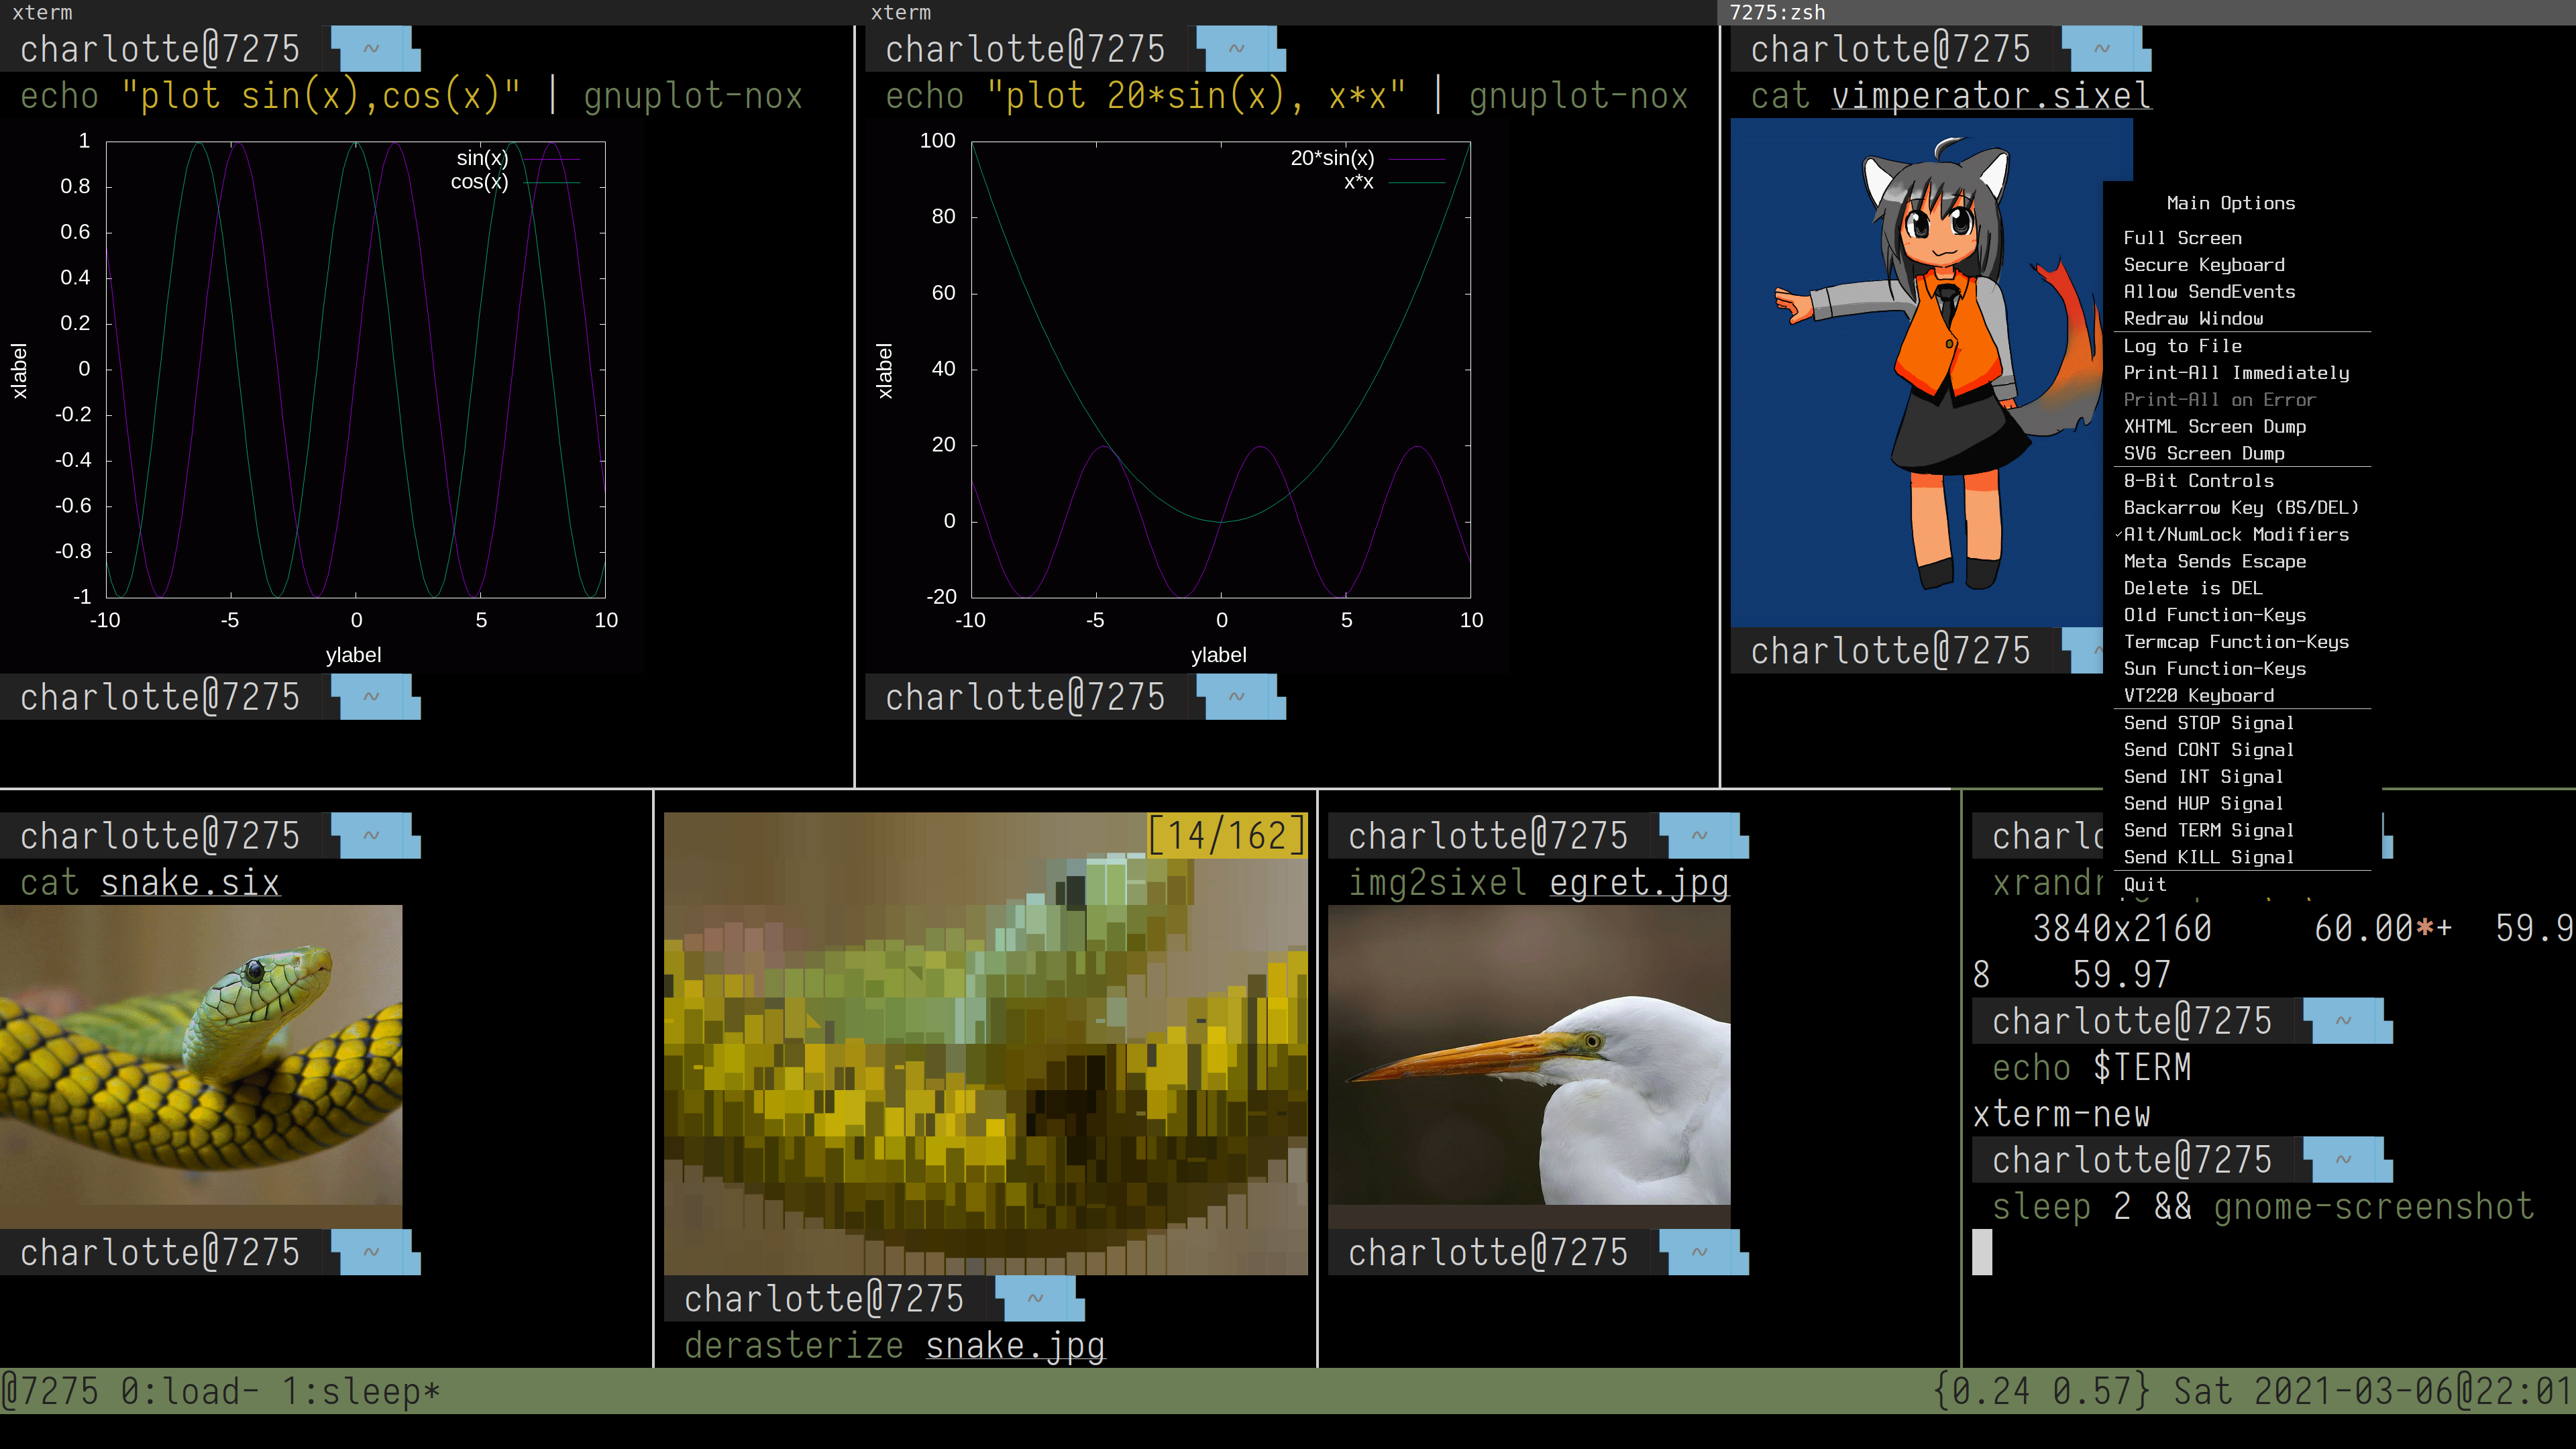 xterm
charlotte@7275 ~
echo "plot sin(x),cos(x)" | gnuplot-nox
sin(x)
cos(x)
1
0.8
0.6
0.4
0.2
0
-0.2
-0.4
-0.6
-0.8
-1
xlabel
-10 -5 0 5 10
ylabel
charlotte@7275 ~
xterm
charlotte@7275 ~
echo "plot 20*sin(x), x*x" | gnuplot-nox
20*sin(x)
x*x
100
80
60
40
20
0
-20
xlabel
-10 -5 0 5 10
ylabel
charlotte@7275 ~
7275:zsh
charlotte@7275 ~
cat vimperator.sixel
charlotte@7275 ~
Main Options
Full Screen
Secure Keyboard
Allow SendEvents
Redraw Window
Log to File
Print-All Immediately
Print-All on Error
XHTML Screen Dump
SVG Screen Dump
8-Bit Controls
Backarrow Key (BS/DEL)
✓Alt/NumLock Modifiers
Meta Sends Escape
Delete is DEL
Old Function-Keys
Termcap Function-Keys
Sun Function-Keys
VT220 Keyboard
Send STOP Signal
Send CONT Signal
Send INT Signal
Send HUP Signal
Send TERM Signal
Send KILL Signal
Quit
charlotte@7275 ~
cat snake.six
charlotte@7275 ~
[14/162]
charlotte@7275 ~
derasterize snake.jpg
charlotte@7275 ~
img2sixel egret.jpg
charlotte@7275 ~
charlo
xrandr
3840x2160 60.00*+ 59.9
8 59.97
charlotte@7275 ~
echo $TERM
xterm-new
charlotte@7275 ~
sleep 2 && gnome-screenshot
@7275 0:load- 1:sleep* {0.24 0.57} Sat 2021-03-06@22:01